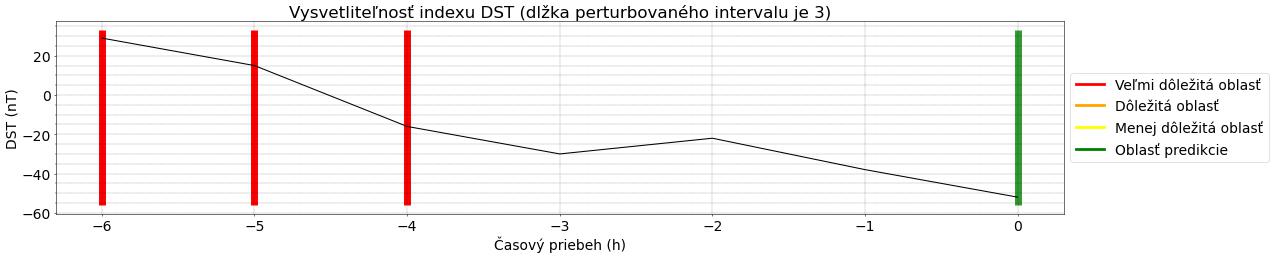 Vysvetliteľnosť indexu DST (dlžka perturbovaného intervalu je 3)
DST (nT)
20
0
−20
−40
−60
−6
−5
−4
−3
−2
−1
0
Časový priebeh (h)
Veľmi dôležitá oblasť
Dôležitá oblasť
Menej dôležitá oblasť
Oblasť predikcie